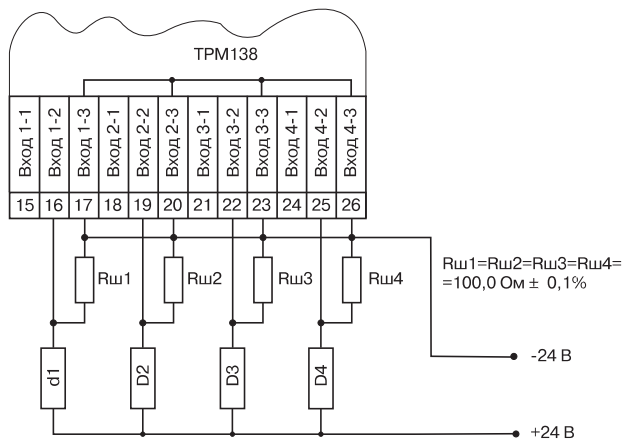 ТРМ138
Вход 1-1
Вход 1-2
Вход 1-3
Вход 2-1
Вход 2-2
Вход 2-3
Вход 3-1
Вход 3-2
Вход 3-3
Вход 4-1
Вход 4-2
Вход 4-3
15 16 17 18 19 20 21 22 23 24 25 26
Rш1 Rш2 Rш3 Rш4
Rш1=Rш2=Rш3=Rш4=
=100,0 Ом ± 0,1%
-24 В
d1 D2 D3 D4
+24 В